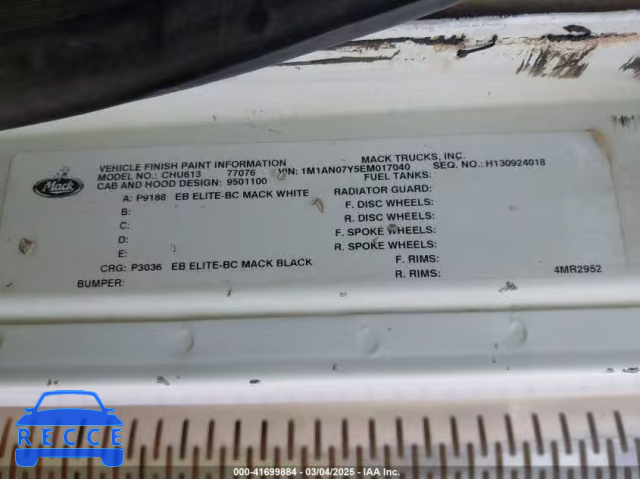 Mack
VEHICLE FINISH PAINT INFORMATION MACK TRUCKS, INC.
MODEL NO.: CHU613 77076 VIN: 1M1AN07Y5EM017040 SEQ. NO.: H130924018
CAB AND HOOD DESIGN: 9501100 FUEL TANKS:
A: P9188 EB ELITE-BC MACK WHITE RADIATOR GUARD:
B: F. DISC WHEELS:
C: R. DISC WHEELS:
D: F. SPOKE WHEELS:
E: R. SPOKE WHEELS:
CRG: P3036 EB ELITE-BC MACK BLACK F. RIMS:
BUMPER: R. RIMS: 4MR2952
000-41699884 - 03/04/2025 - IAA Inc.